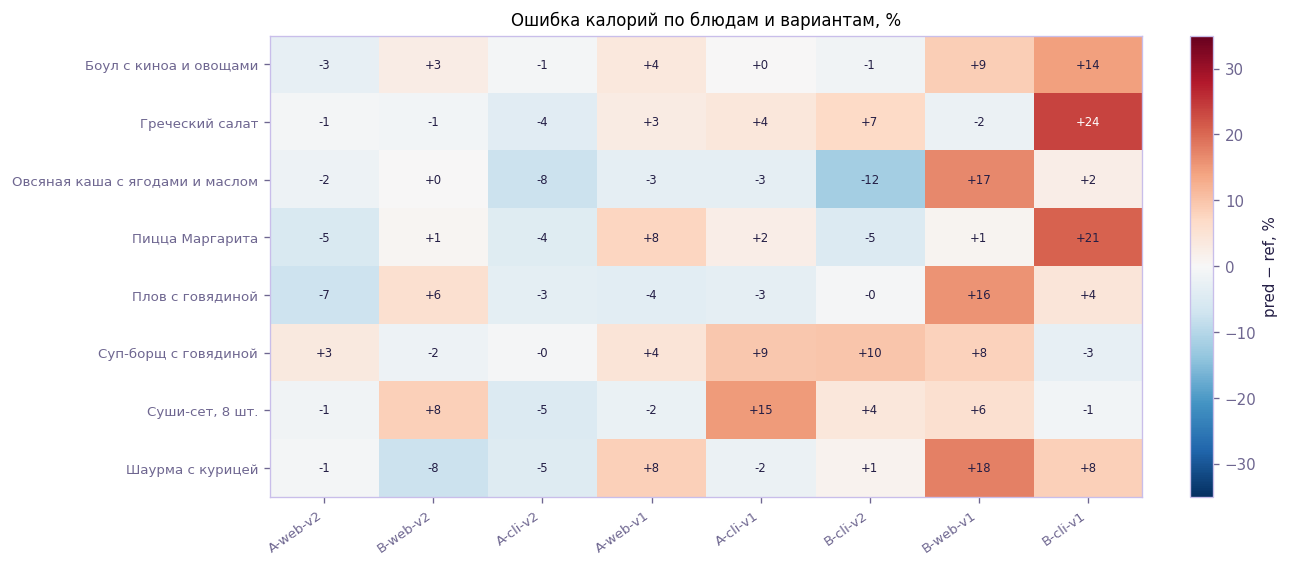 Ошибка калорий по блюдам и вариантам, %
Боул с киноа и овощами -3 +3 -1 +4 +0 -1 +9 +14
Греческий салат -1 -1 -4 +3 +4 +7 -2 +24
Овсяная каша с ягодами и маслом -2 +0 -8 -3 -3 -12 +17 +2
Пицца Маргарита -5 +1 -4 +8 +2 -5 +1 +21
Плов с говядиной -7 +6 -3 -4 -3 -0 +16 +4
Суп-борщ с говядиной +3 -2 -0 +4 +9 +10 +8 -3
Суши-сет, 8 шт. -1 +8 -5 -2 +15 +4 +6 -1
Шаурма с курицей -1 -8 -5 +8 -2 +1 +18 +8
A-web-v2 B-web-v2 A-cli-v2 A-web-v1 A-cli-v1 B-cli-v2 B-web-v1 B-cli-v1
30
20
10
0
−10
−20
−30
pred − ref, %